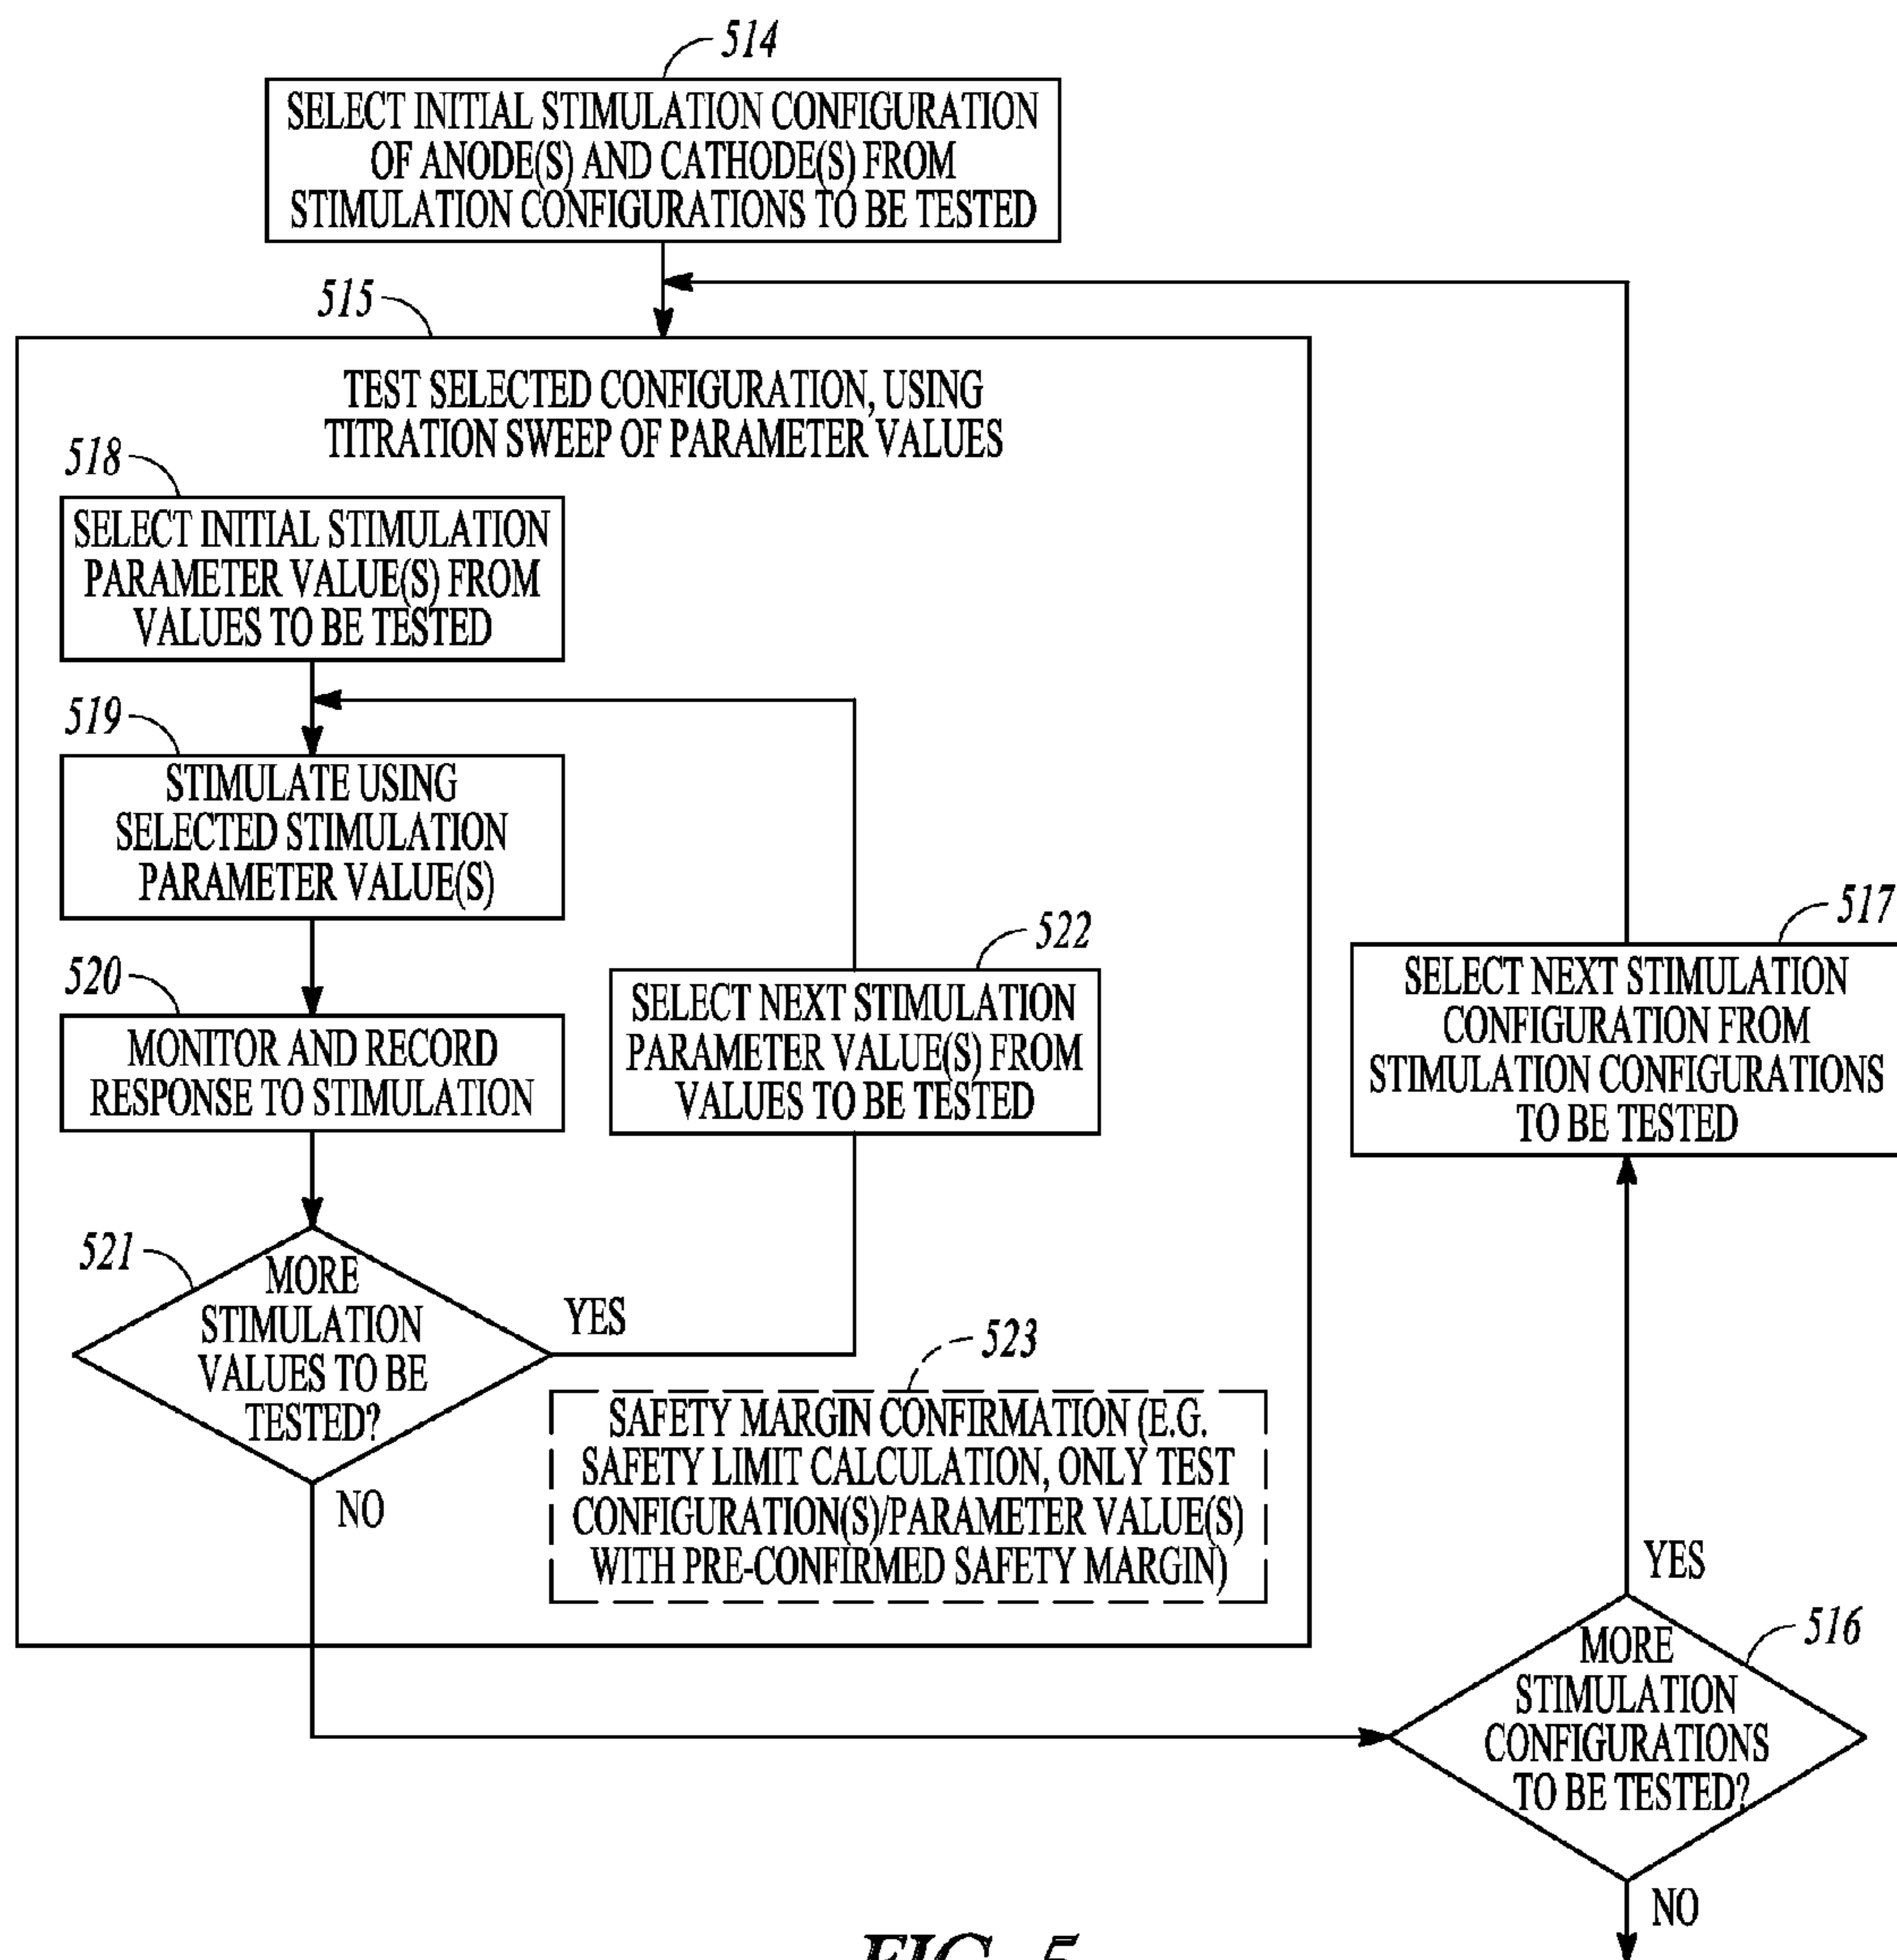 514
SELECT INITIAL STIMULATION CONFIGURATION
OF ANODE(S) AND CATHODE(S) FROM
STIMULATION CONFIGURATIONS TO BE TESTED
515
TEST SELECTED CONFIGURATION, USING
TITRATION SWEEP OF PARAMETER VALUES
518
SELECT INITIAL STIMULATION
PARAMETER VALUE(S) FROM
VALUES TO BE TESTED
519
STIMULATE USING
SELECTED STIMULATION
PARAMETER VALUE(S)
520
MONITOR AND RECORD
RESPONSE TO STIMULATION
521
MORE
STIMULATION
VALUES TO BE
TESTED?
YES
NO
522
SELECT NEXT STIMULATION
PARAMETER VALUE(S) FROM
VALUES TO BE TESTED
523
SAFETY MARGIN CONFIRMATION (E.G.
SAFETY LIMIT CALCULATION, ONLY TEST
CONFIGURATION(S)/PARAMETER VALUE(S)
WITH PRE-CONFIRMED SAFETY MARGIN)
517
SELECT NEXT STIMULATION
CONFIGURATION FROM
STIMULATION CONFIGURATIONS
TO BE TESTED
YES
516
MORE
STIMULATION
CONFIGURATIONS
TO BE TESTED?
NO
FIG. 5